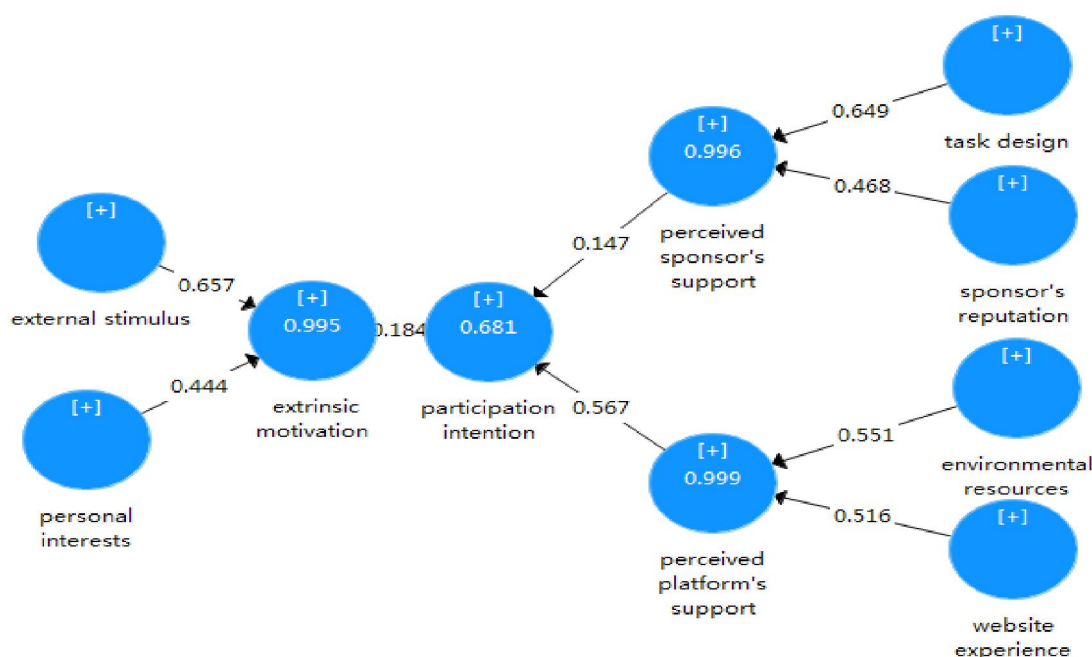 [+]
0.649
task design
[+]
0.996
0.468
perceived
sponsor's
support
[+]
sponsor's
reputation
0.147
[+]
external stimulus
0.657
[+]
0.995
extrinsic
motivation
0.184
[+]
0.681
participation
intention
[+]
personal
interests
0.444
0.567
[+]
0.999
perceived
platform's
support
0.551
[+]
environmental
resources
0.516
[+]
website
experience